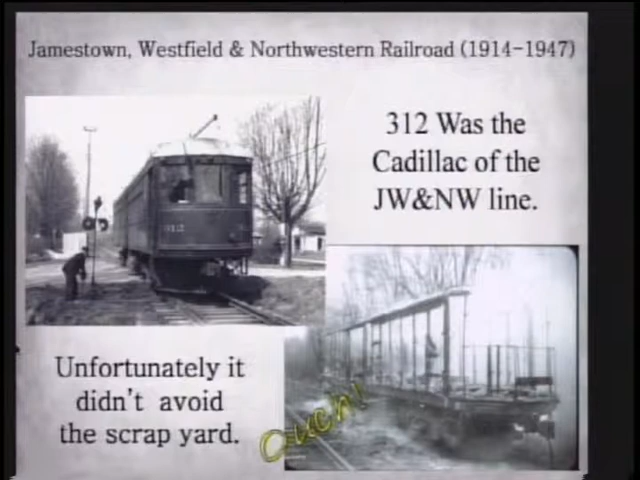 Jamestown, Westfield & Northwestern Railroad (1914-1947)
312 Was the
Cadillac of the
JW&NW line.
312
Unfortunately it
didn't avoid
the scrap yard.
Ouch!